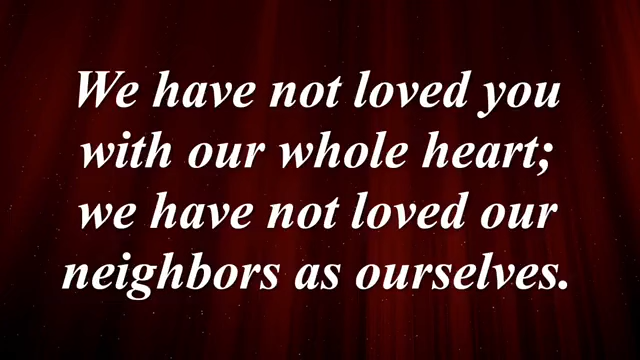 We have not loved you
with our whole heart;
we have not loved our
neighbors as ourselves.